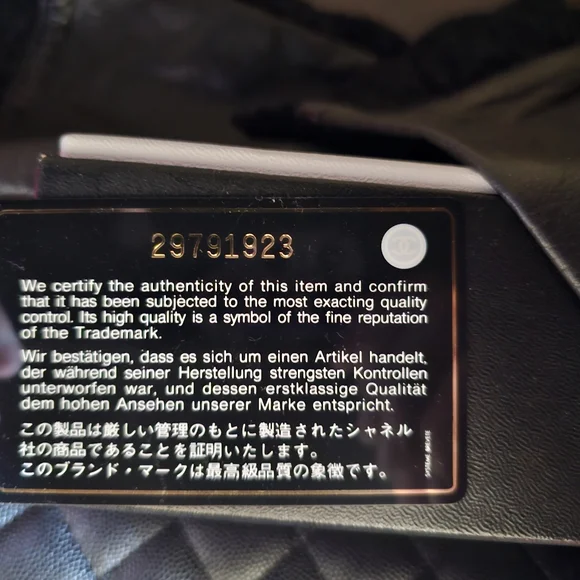 29791923
We certify the authenticity of this item and confirm
that it has been subjected to the most exacting quality
control. Its high quality is a symbol of the fine reputation
of the Trademark.
Wir bestätigen, dass es sich um einen Artikel handelt,
der während seiner Herstellung strengsten Kontrollen
unterworfen war, und dessen erstklassige Qualität
dem hohen Ansehen unserer Marke entspricht.
この製品は厳しい管理のもとに製造されたシャネル
社の商品であることを証明いたします。
このブランド・マークは最高級品質の象徴です。